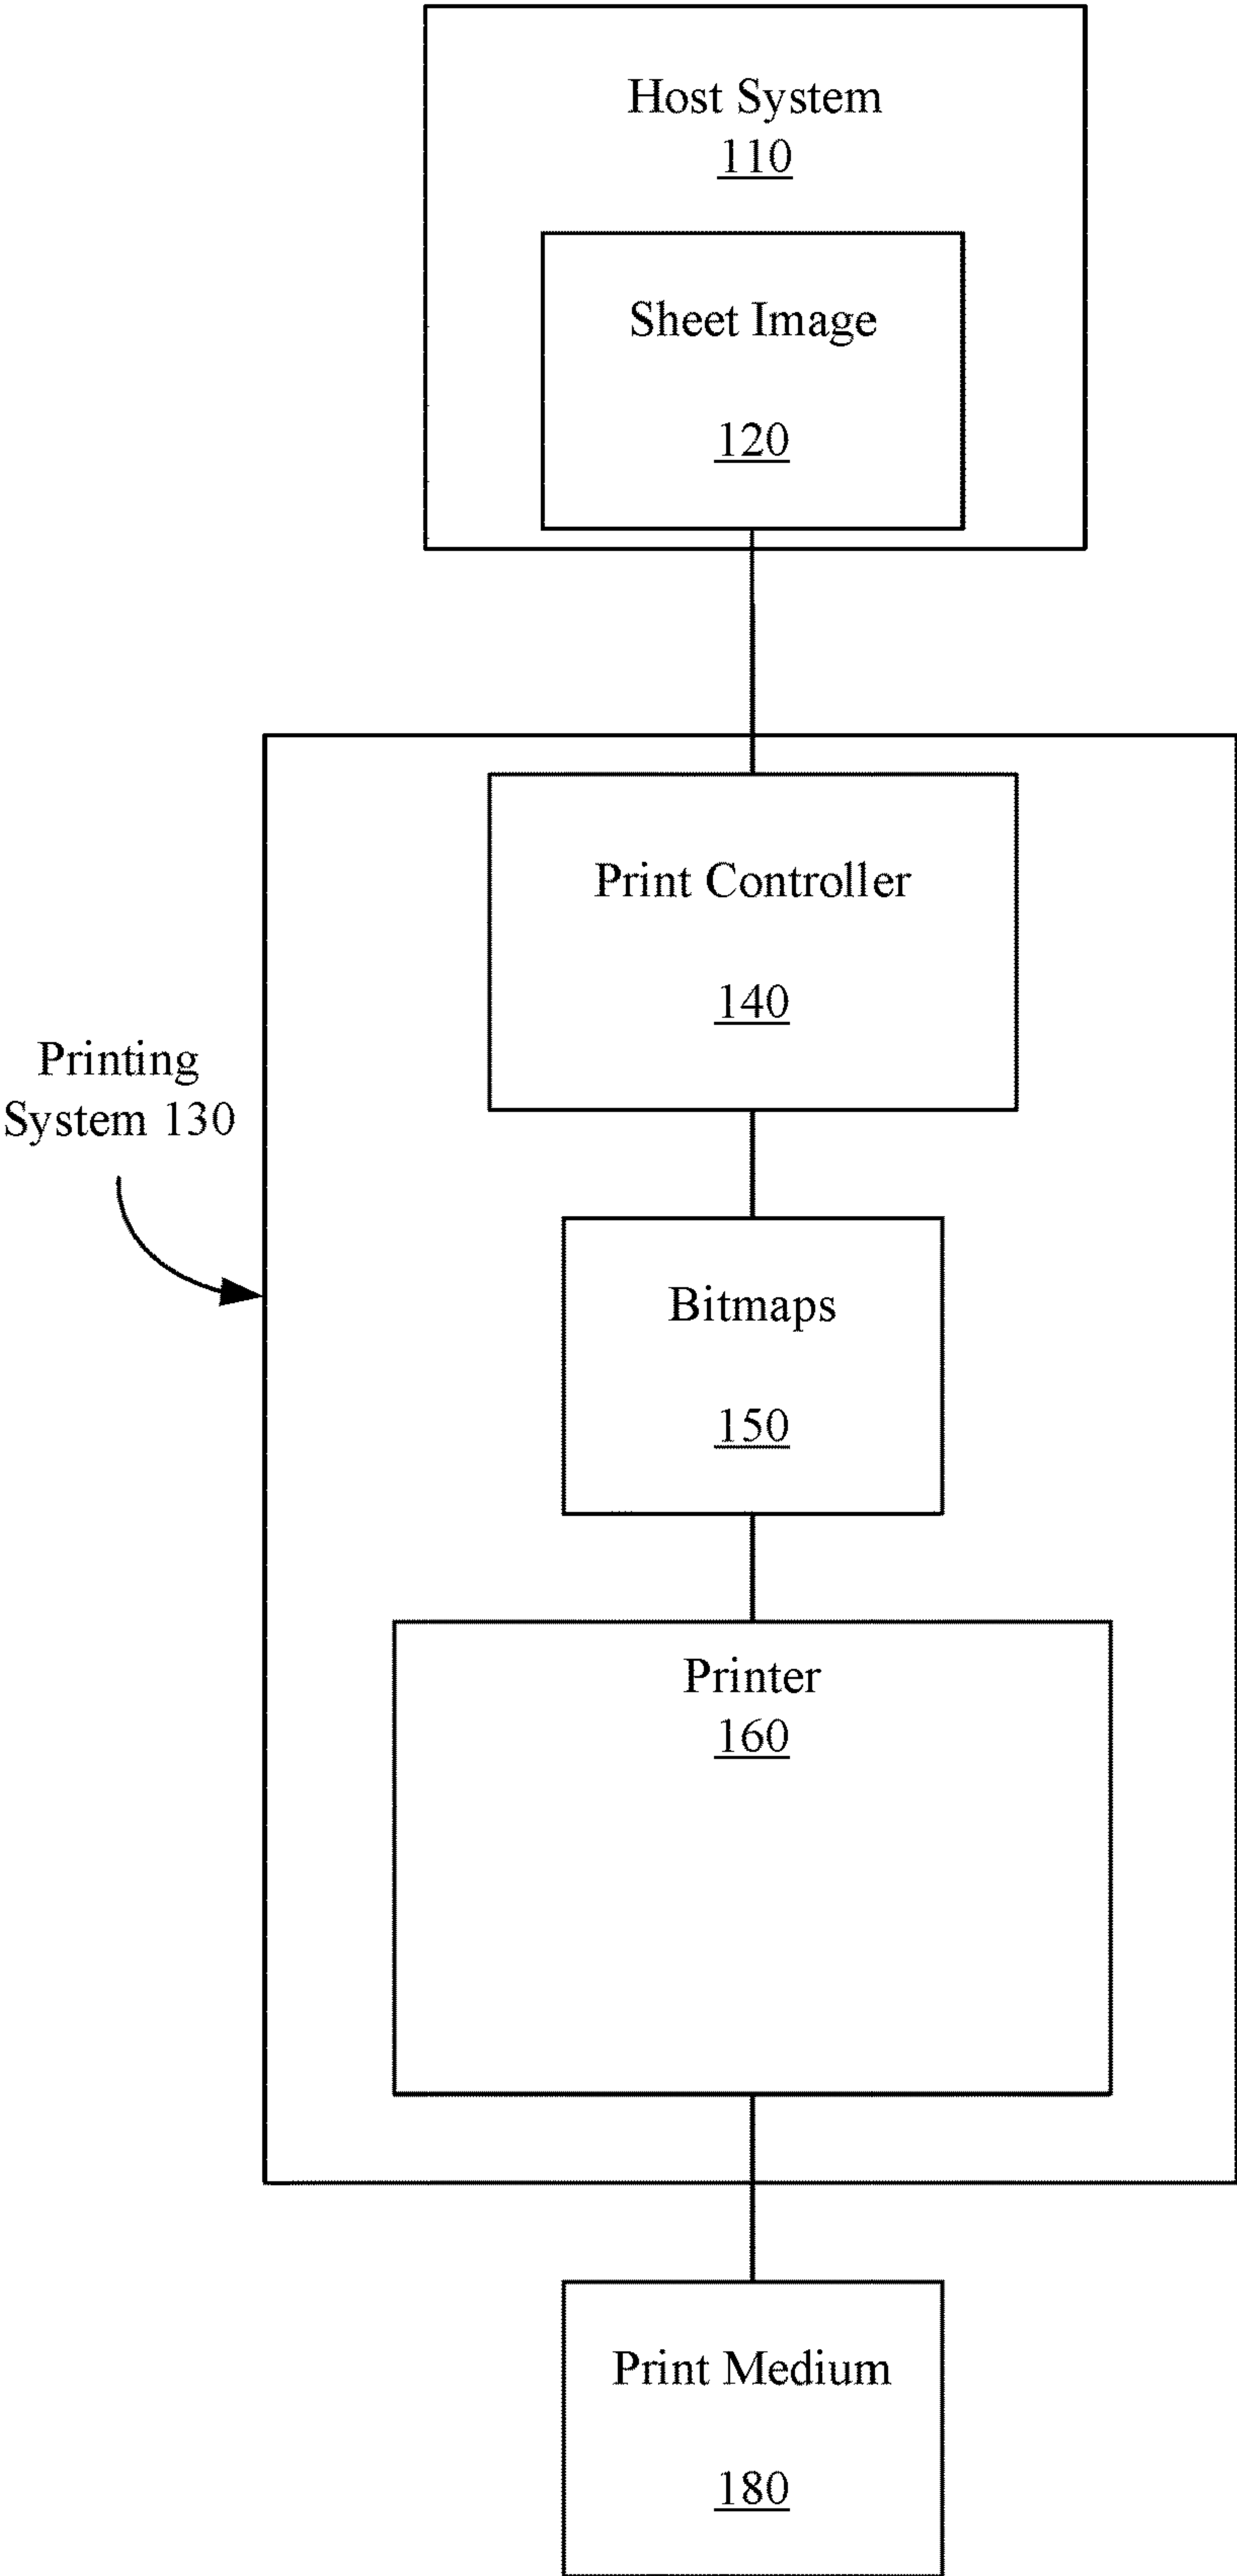 Host System
110
Sheet Image
120
Print Controller
140
Printing
System 130
Bitmaps
150
Printer
160
Print Medium
180